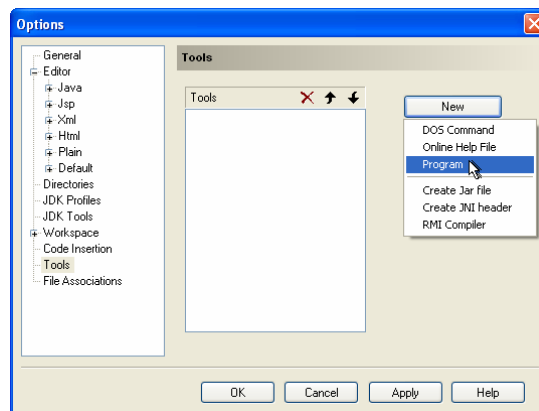 Options
General
Editor
Java
Jsp
Xml
Html
Plain
Default
Directories
JDK Profiles
JDK Tools
Workspace
Code Insertion
Tools
File Associations
Tools
Tools
New
DOS Command
Online Help File
Program
Create Jar file
Create JNI header
RMI Compiler
OK
Cancel
Apply
Help